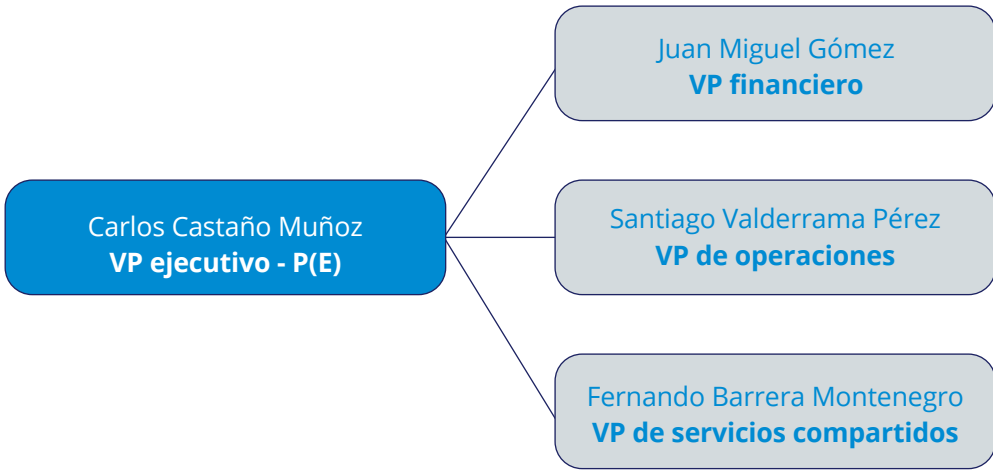 Juan Miguel Gómez
VP financiero
Carlos Castaño Muñoz
VP ejecutivo - P(E)
Santiago Valderrama Pérez
VP de operaciones
Fernando Barrera Montenegro
VP de servicios compartidos